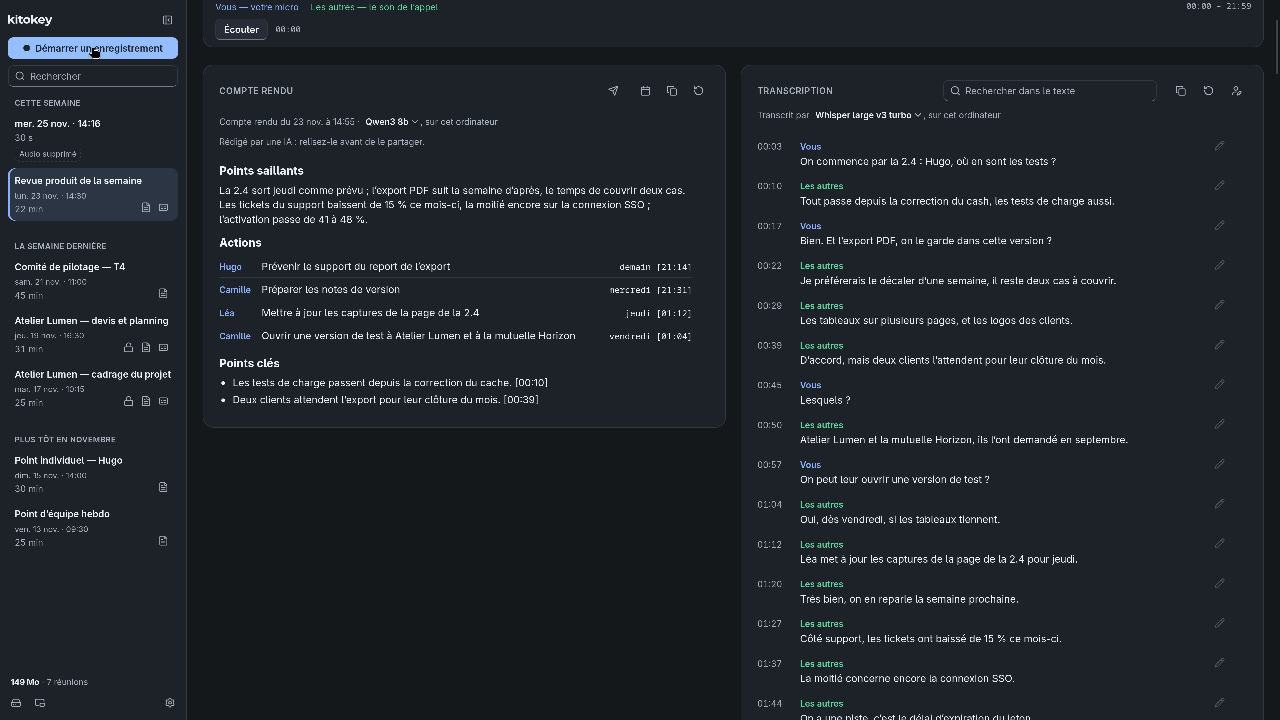 kitokey
Démarrer un enregistrement
Rechercher
CETTE SEMAINE
mer. 25 nov. · 14:16
30 s
Audio supprimé
Revue produit de la semaine
lun. 23 nov. · 14:30
22 min
LA SEMAINE DERNIÈRE
Comité de pilotage — T4
sam. 21 nov. · 11:00
45 min
Atelier Lumen — devis et planning
jeu. 19 nov. · 16:30
31 min
Atelier Lumen — cadrage du projet
mar. 17 nov. · 10:15
25 min
PLUS TÔT EN NOVEMBRE
Point individuel — Hugo
dim. 15 nov. · 14:00
30 min
Point d'équipe hebdo
ven. 13 nov. · 09:30
25 min
149 Mo · 7 réunions
Vous — votre micro Les autres — le son de l'appel
00:00 – 21:59
Écouter 00:00
COMPTE RENDU
Compte rendu du 23 nov. à 14:55 · Qwen3 8b , sur cet ordinateur
Rédigé par une IA : relisez-le avant de le partager.
Points saillants
La 2.4 sort jeudi comme prévu ; l'export PDF suit la semaine d'après, le temps de couvrir deux cas.
Les tickets du support baissent de 15 % ce mois-ci, la moitié encore sur la connexion SSO ;
l'activation passe de 41 à 48 %.
Actions
Hugo Prévenir le support du report de l'export demain [21:14]
Camille Préparer les notes de version mercredi [21:31]
Léa Mettre à jour les captures de la page de la 2.4 jeudi [01:12]
Camille Ouvrir une version de test à Atelier Lumen et à la mutuelle Horizon vendredi [01:04]
Points clés
• Les tests de charge passent depuis la correction du cache. [00:10]
• Deux clients attendent l'export pour leur clôture du mois. [00:39]
TRANSCRIPTION
Rechercher dans le texte
Transcrit par Whisper large v3 turbo , sur cet ordinateur
00:03 Vous
On commence par la 2.4 : Hugo, où en sont les tests ?
00:10 Les autres
Tout passe depuis la correction du cash, les tests de charge aussi.
00:17 Vous
Bien. Et l'export PDF, on le garde dans cette version ?
00:22 Les autres
Je préférerais le décaler d'une semaine, il reste deux cas à couvrir.
00:29 Les autres
Les tableaux sur plusieurs pages, et les logos des clients.
00:39 Les autres
D'accord, mais deux clients l'attendent pour leur clôture du mois.
00:45 Vous
Lesquels ?
00:50 Les autres
Atelier Lumen et la mutuelle Horizon, ils l'ont demandé en septembre.
00:57 Vous
On peut leur ouvrir une version de test ?
01:04 Les autres
Oui, dès vendredi, si les tableaux tiennent.
01:12 Les autres
Léa met à jour les captures de la page de la 2.4 pour jeudi.
01:20 Les autres
Très bien, on en reparle la semaine prochaine.
01:27 Les autres
Côté support, les tickets ont baissé de 15 % ce mois-ci.
01:37 Les autres
La moitié concerne encore la connexion SSO.
01:44 Les autres
On a une piste, c'est le délai d'expiration du jeton.